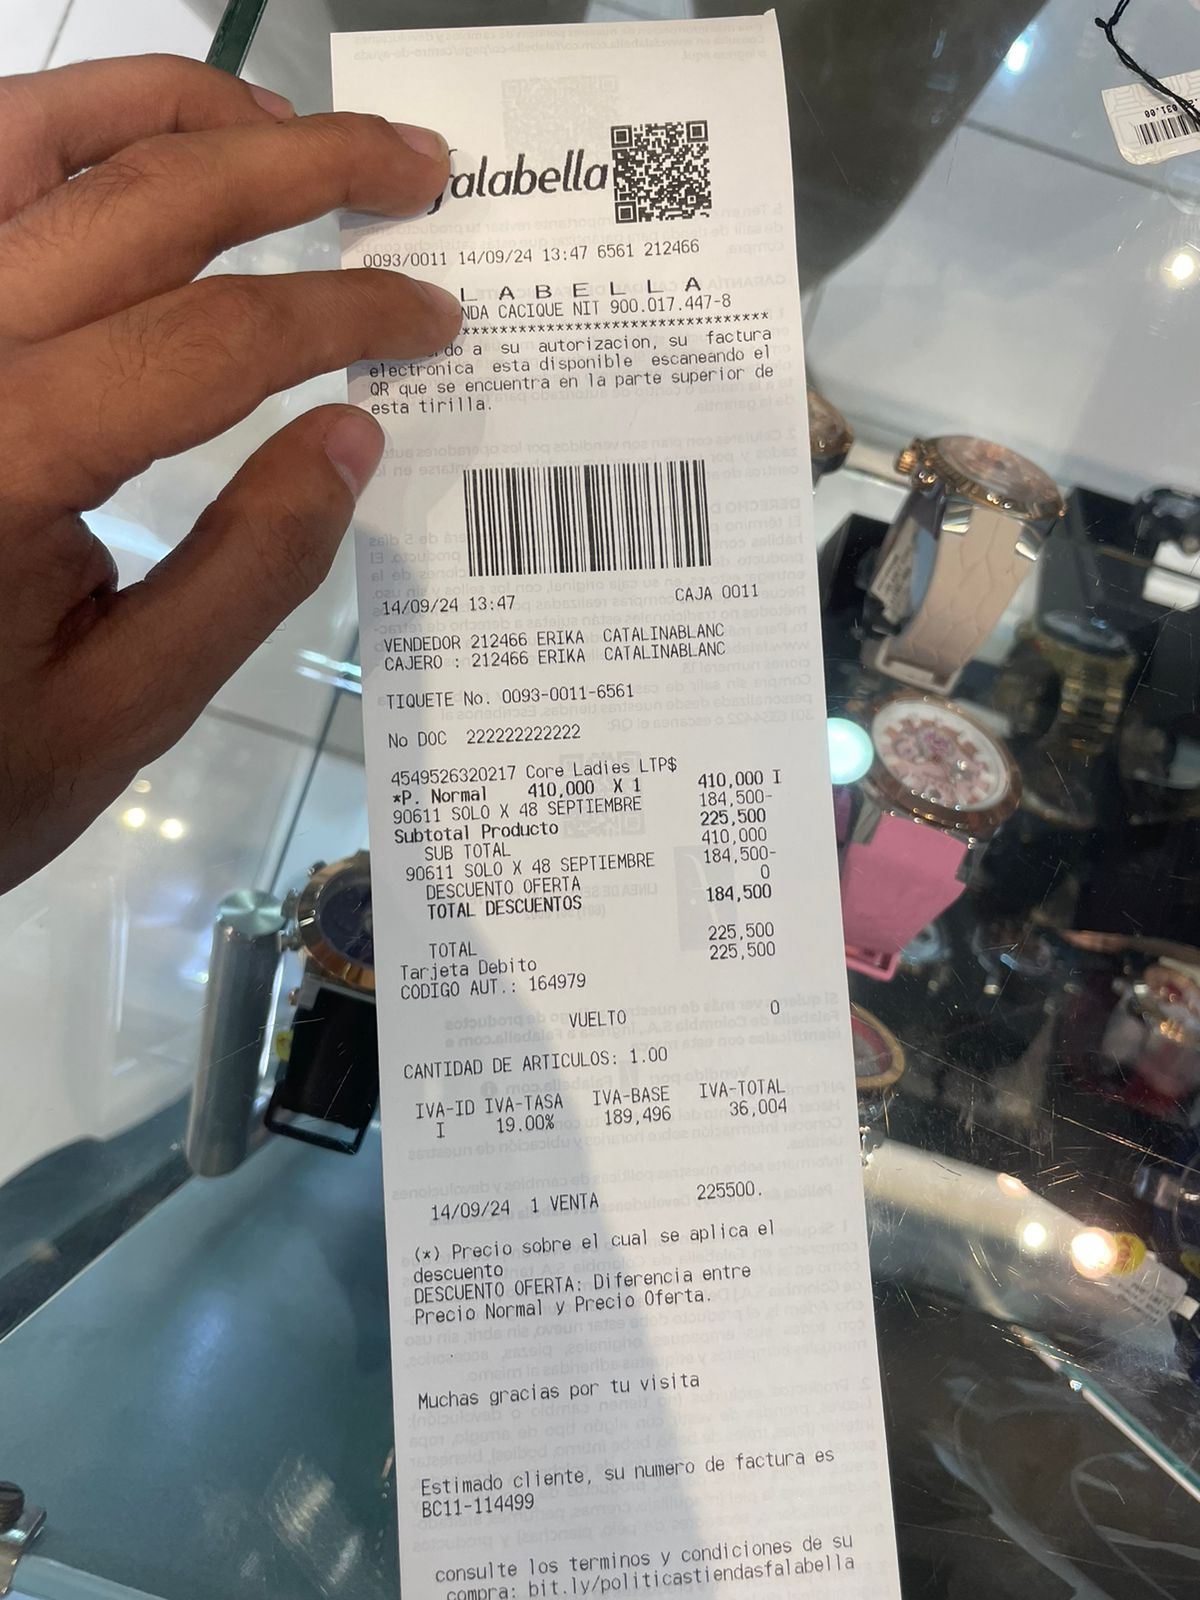 falabella
0093/0011 14/09/24 13:47 6561 212466
L A B E L L A
NDA CACIQUE NIT 900.017.447-8
***********************************
do a su autorizacion, su factura
electronica esta disponible escaneando el
QR que se encuentra en la parte superior de
esta tirilla.
14/09/24 13:47 CAJA 0011
VENDEDOR 212466 ERIKA CATALINABLANC
CAJERO : 212466 ERIKA CATALINABLANC
TIQUETE No. 0093-0011-6561
No DOC 222222222222
4549526320217 Core Ladies LTP$
*P. Normal 410,000 X 1 410,000 I
90611 SOLO X 48 SEPTIEMBRE 184,500-
Subtotal Producto 225,500
SUB TOTAL 410,000
90611 SOLO X 48 SEPTIEMBRE 184,500-
DESCUENTO OFERTA 0
TOTAL DESCUENTOS 184,500
TOTAL 225,500
Tarjeta Debito 225,500
CODIGO AUT.: 164979
VUELTO 0
CANTIDAD DE ARTICULOS: 1.00
IVA-ID IVA-TASA IVA-BASE IVA-TOTAL
I 19.00% 189,496 36,004
14/09/24 1 VENTA 225500.
(*) Precio sobre el cual se aplica el
descuento
DESCUENTO OFERTA: Diferencia entre
Precio Normal y Precio Oferta.
Muchas gracias por tu visita
Estimado cliente, su numero de factura es
BC11-114499
consulte los terminos y condiciones de su
compra: bit.ly/politicastiendasfalabella